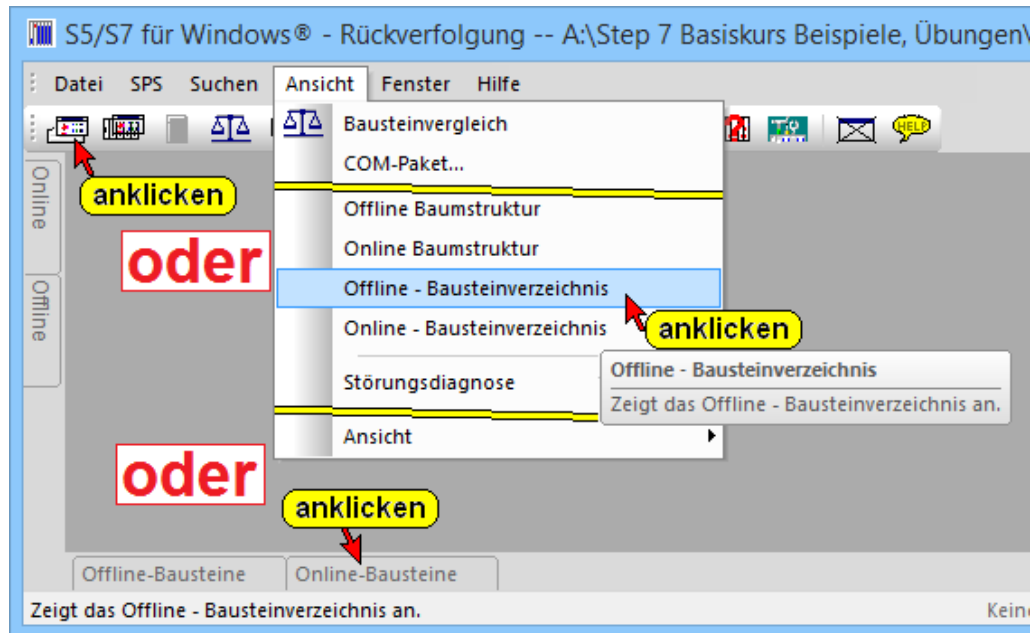 S5/S7 für Windows® - Rückverfolgung -- A:\Step 7 Basiskurs Beispiele, Übungen\
Datei SPS Suchen Ansicht Fenster Hilfe
HELP
Bausteinvergleich
COM-Paket...
Online
anklicken
Offline Baumstruktur
oder
Online Baumstruktur
Offline
Offline - Bausteinverzeichnis
Online - Bausteinverzeichnis
anklicken
Offline - Bausteinverzeichnis
Zeigt das Offline - Bausteinverzeichnis an.
Störungsdiagnose
Ansicht
oder
anklicken
Offline-Bausteine Online-Bausteine
Zeigt das Offline - Bausteinverzeichnis an. Keine